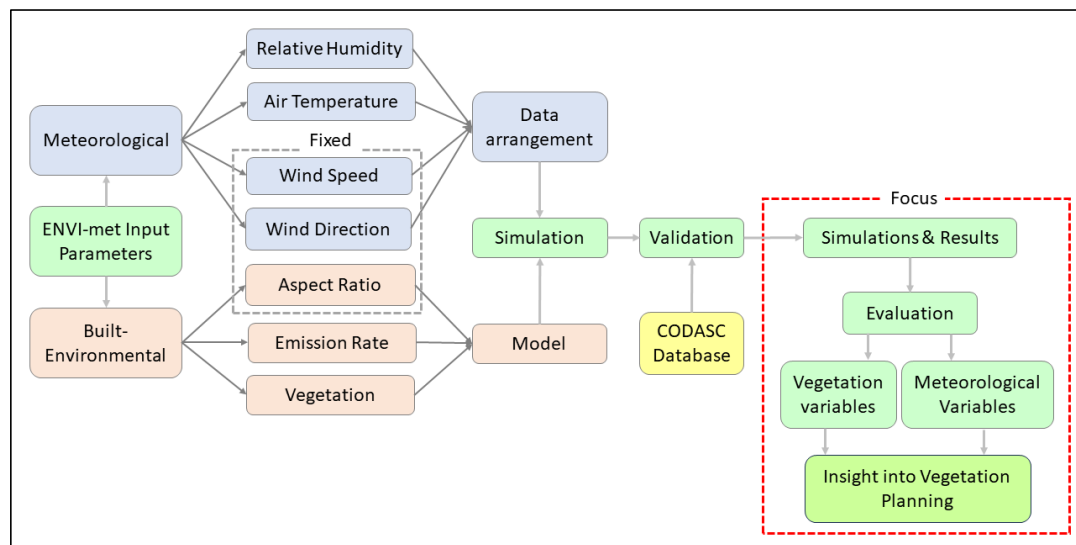 Relative Humidity
Air Temperature
Meteorological
Fixed
Wind Speed
Wind Direction
Data
arrangement
ENVI-met Input
Parameters
Aspect Ratio
Built-
Environmental
Emission Rate
Vegetation
Model
Simulation
Validation
CODASC
Database
Focus
Simulations & Results
Evaluation
Vegetation
variables
Meteorological
Variables
Insight into Vegetation
Planning